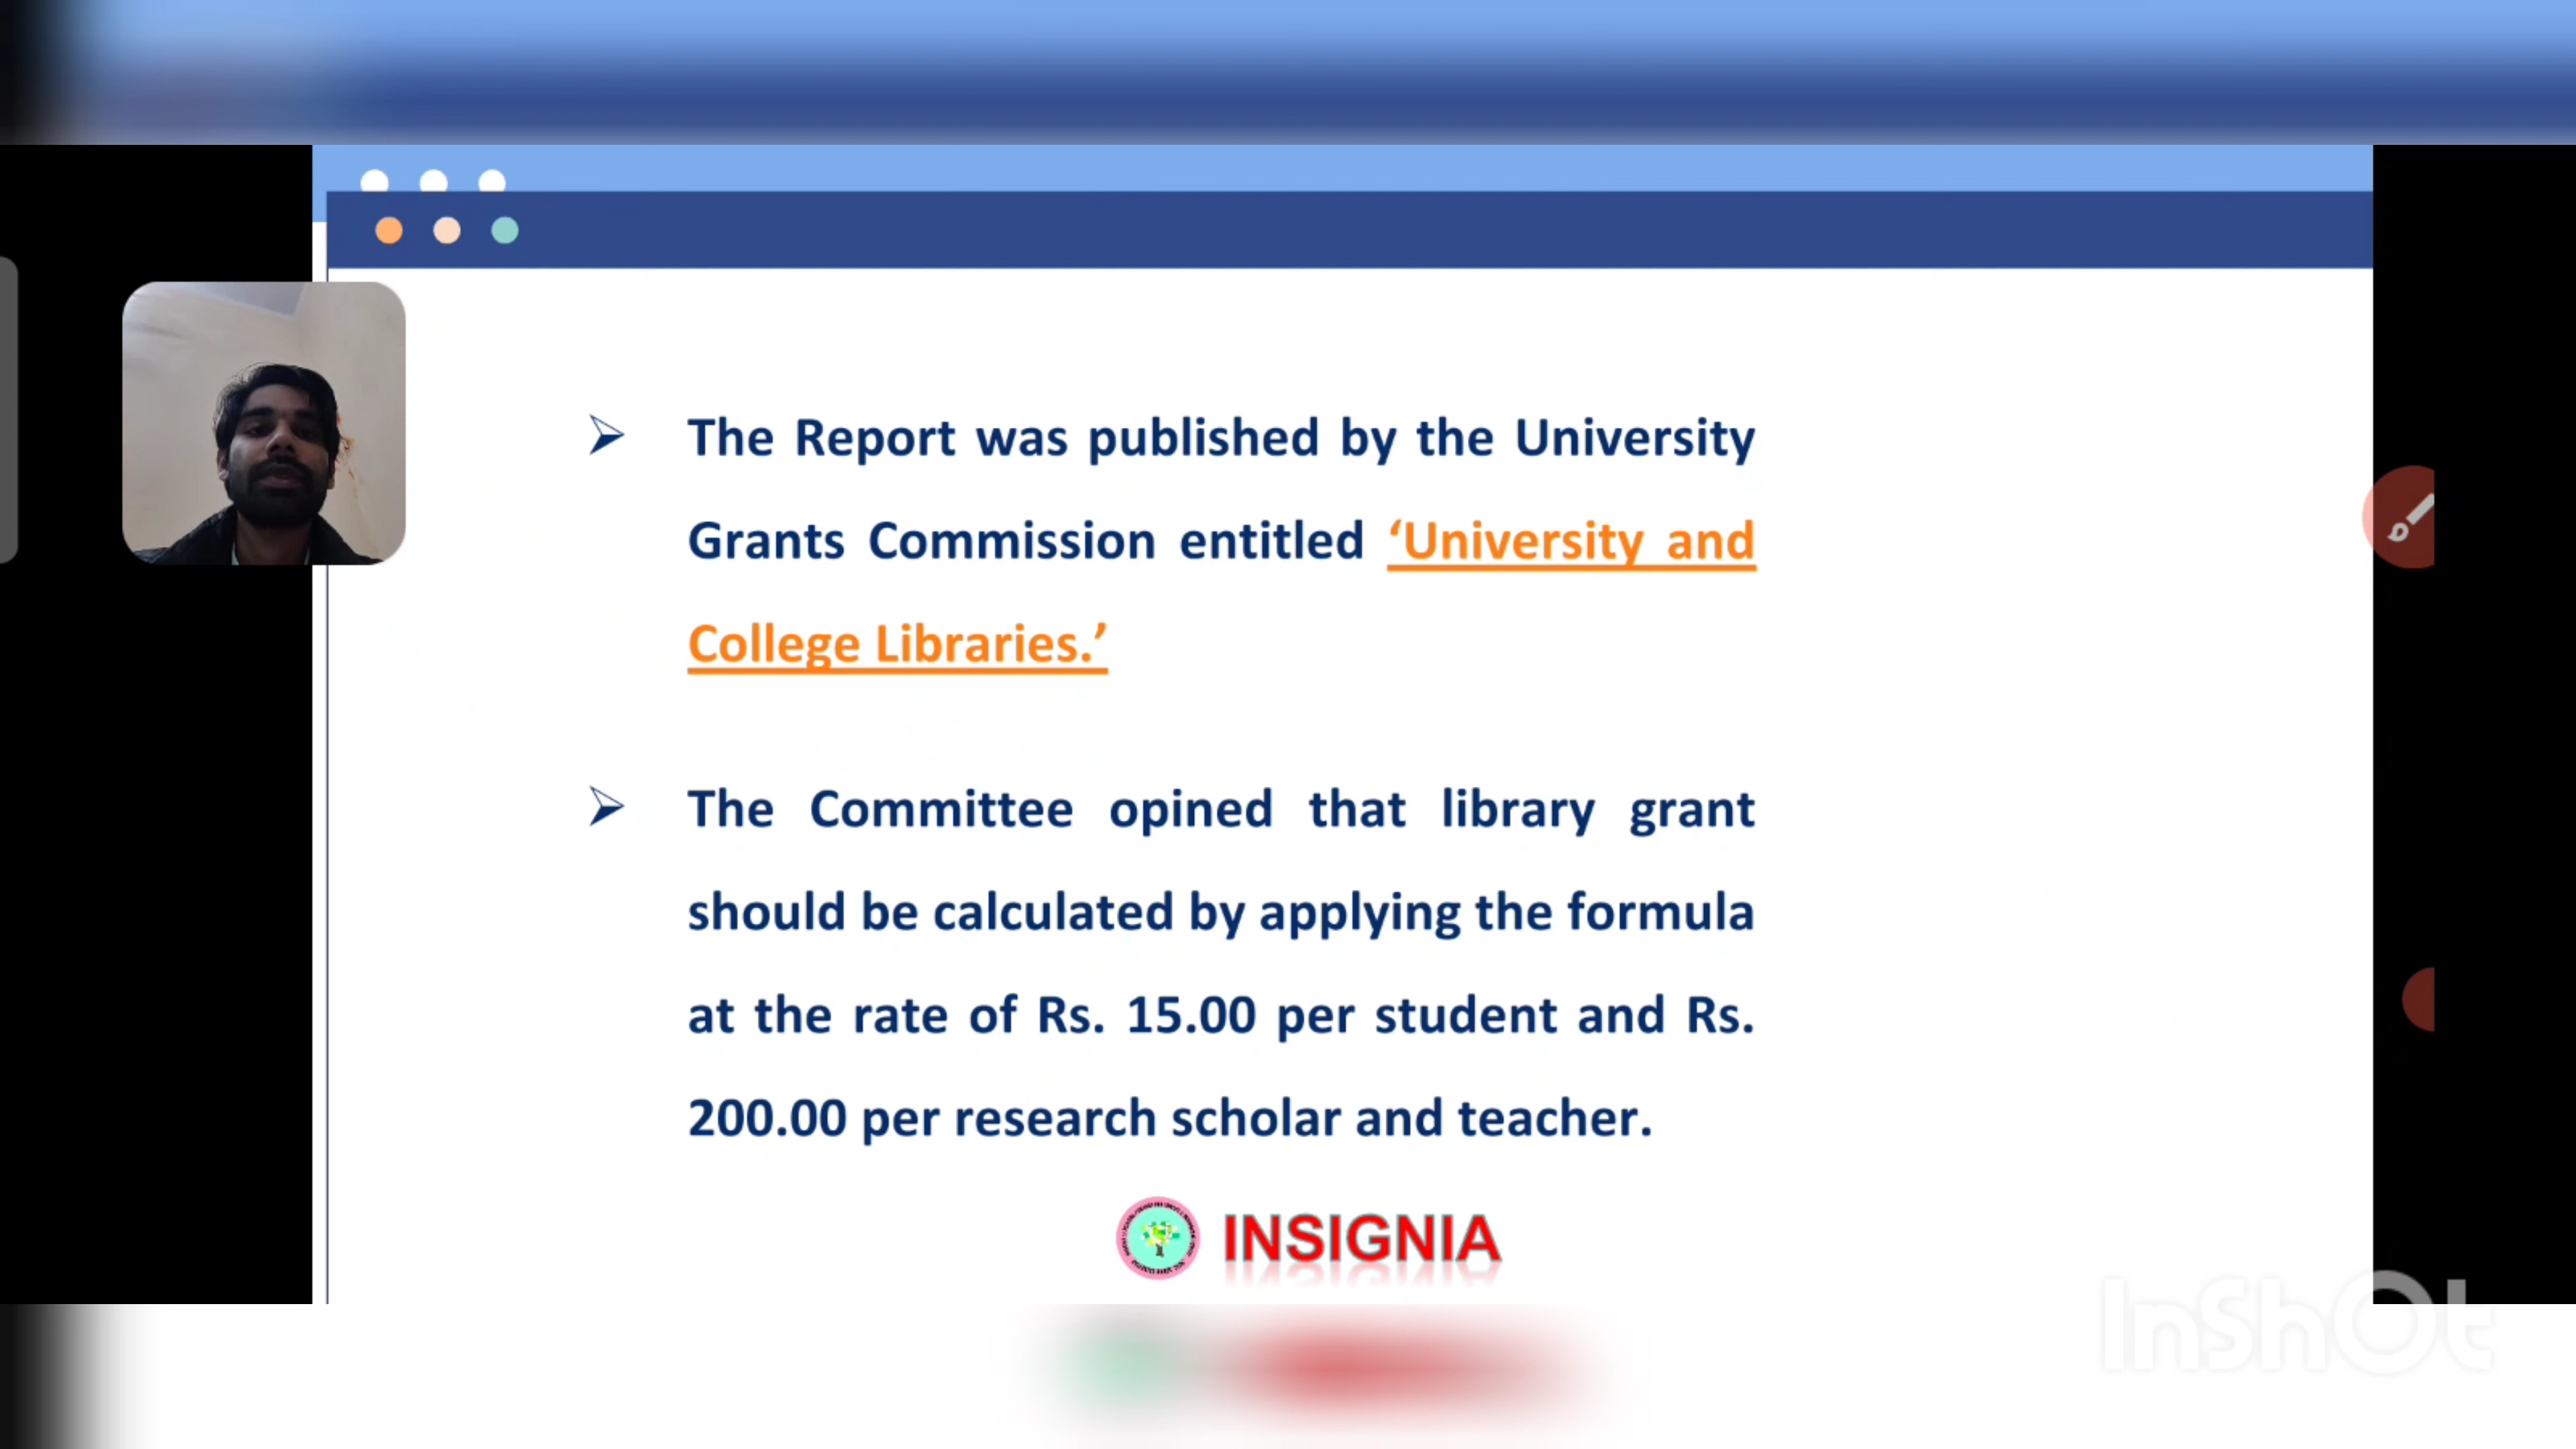 The Report was published by the University
Grants Commission entitled ‘University and
College Libraries.’
The Committee opined that library grant
should be calculated by applying the formula
at the rate of Rs. 15.00 per student and Rs.
200.00 per research scholar and teacher.
INSIGNIA
InShOt